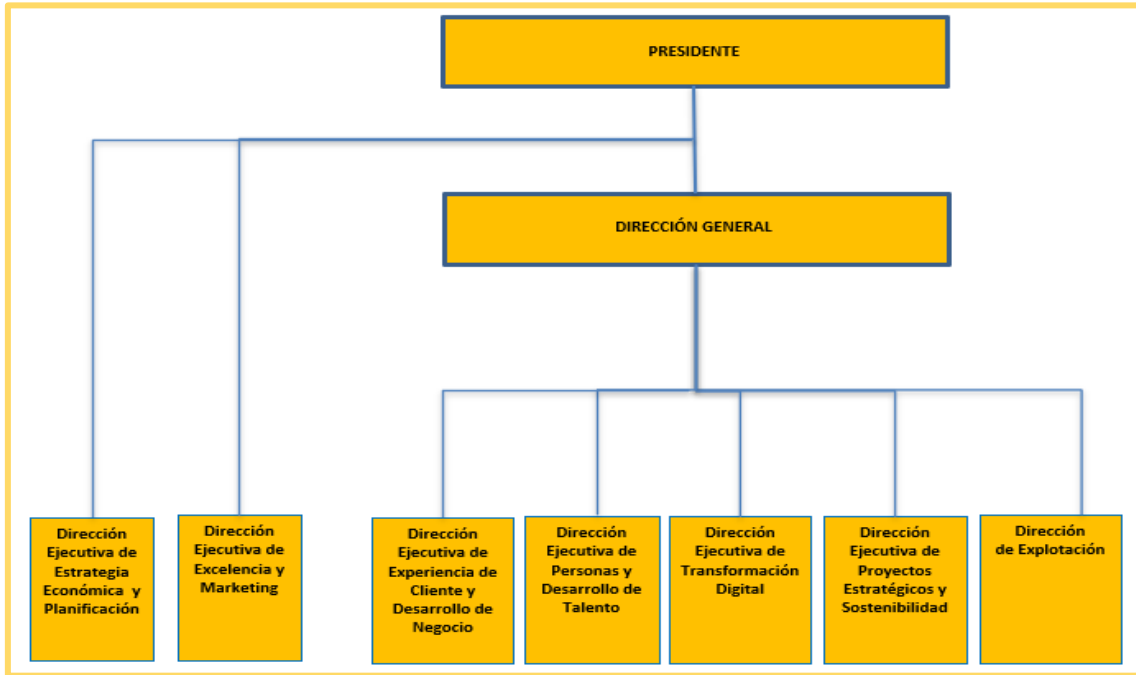 PRESIDENTE
DIRECCIÓN GENERAL
Dirección
Ejecutiva de
Estrategia
Económica y
Planificación
Dirección
Ejecutiva de
Excelencia y
Marketing
Dirección
Ejecutiva de
Experiencia de
Cliente y
Desarrollo de
Negocio
Dirección
Ejecutiva de
Personas y
Desarrollo de
Talento
Dirección
Ejecutiva de
Transformación
Digital
Dirección
Ejecutiva de
Proyectos
Estratégicos y
Sostenibilidad
Dirección
de Explotación